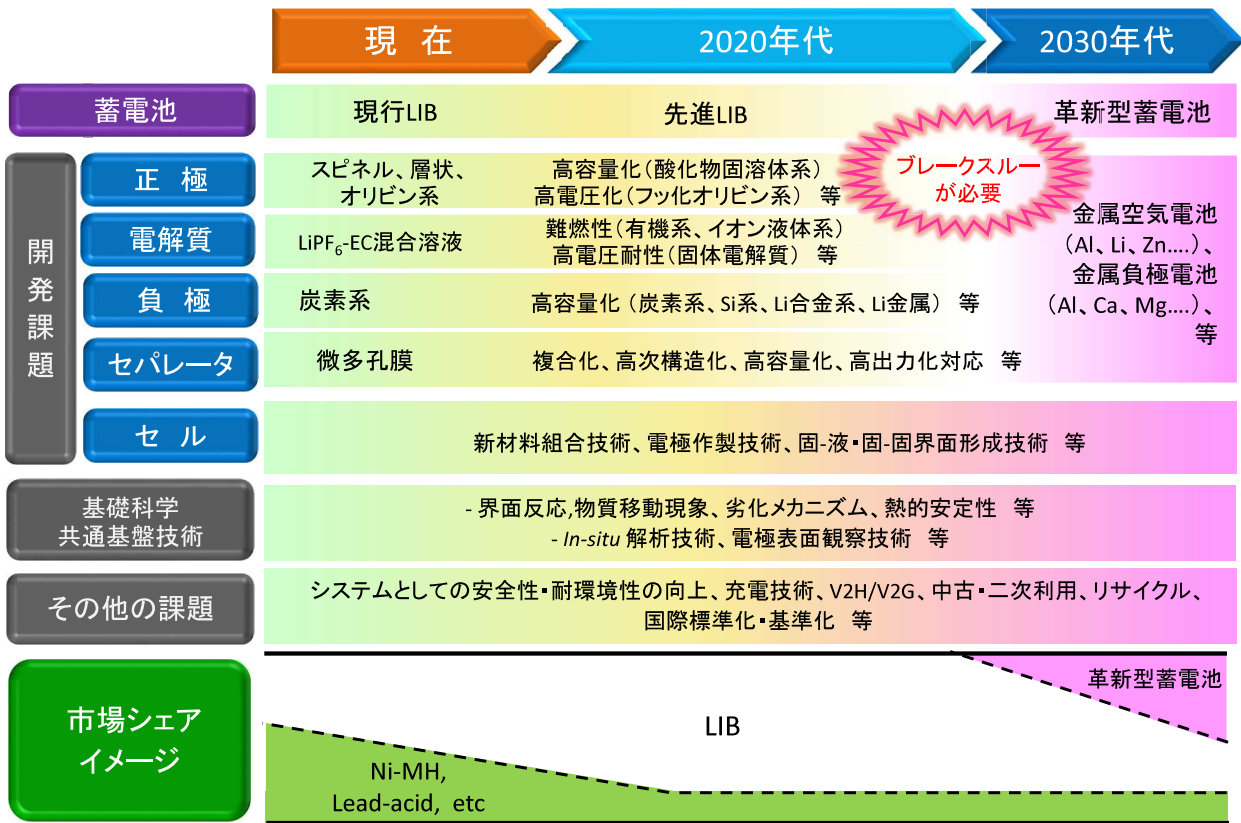 現 在
2020年代
2030年代
蓄電池
現行LIB
先進LIB
革新型蓄電池
ブレークスルー
が必要
開発課題
正 極
スピネル、層状、
オリビン系
高容量化(酸化物固溶体系)
高電圧化(フッ化オリビン系) 等
電解質
LiPF6-EC混合溶液
難燃性(有機系、イオン液体系)
高電圧耐性(固体電解質) 等
負 極
炭素系
高容量化 (炭素系、Si系、Li合金系、Li金属) 等
金属空気電池
(Al、Li、Zn....)、
金属負極電池
(Al、Ca、Mg....)、
等
セパレータ
微多孔膜
複合化、高次構造化、高容量化、高出力化対応 等
セ ル
新材料組合技術、電極作製技術、固-液・固-固界面形成技術 等
基礎科学
共通基盤技術
- 界面反応,物質移動現象、劣化メカニズム、熱的安定性 等
- In-situ 解析技術、電極表面観察技術 等
その他の課題
システムとしての安全性・耐環境性の向上、充電技術、V2H/V2G、中古・二次利用、リサイクル、
国際標準化・基準化 等
市場シェア
イメージ
革新型蓄電池
LIB
Ni-MH,
Lead-acid, etc